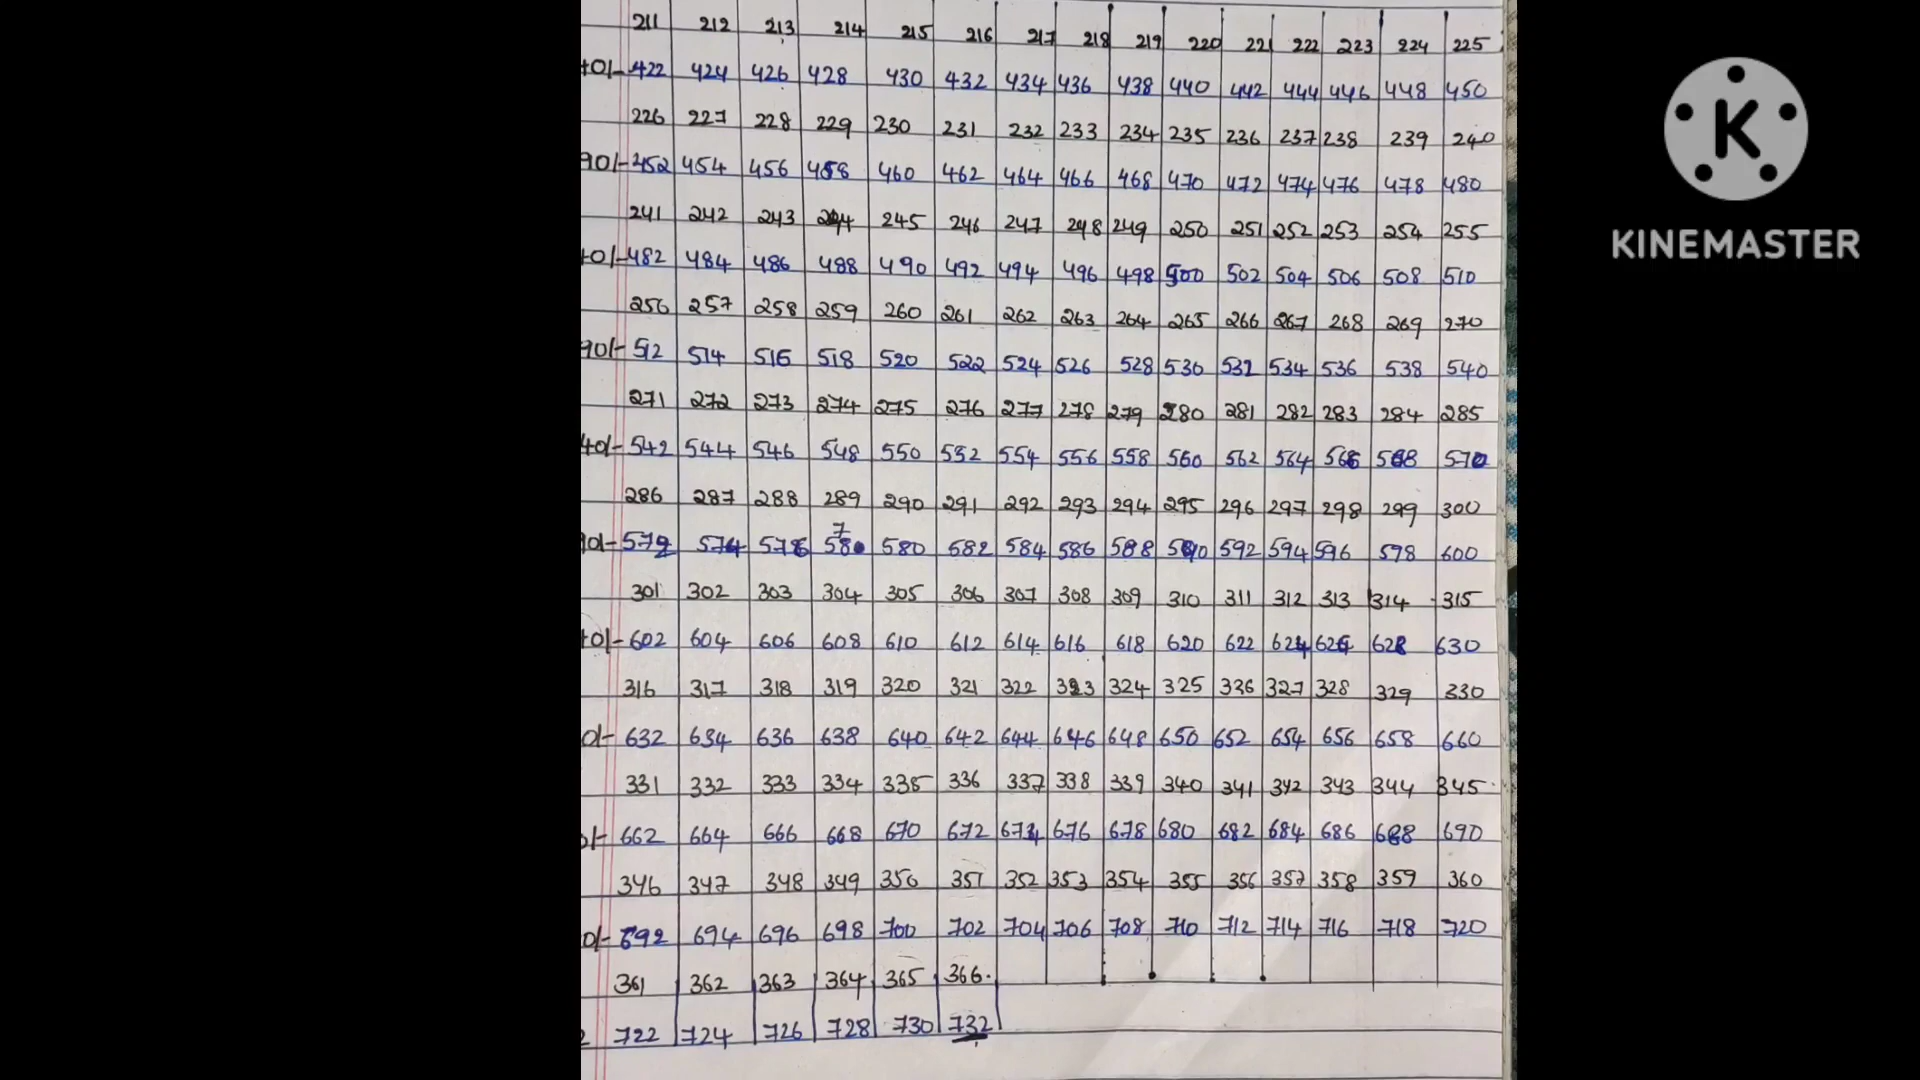 211 212 213 214 215 216 217 218 219 220 221 222 223 224 225
422 424 426 428 430 432 434 436 438 440 442 444 446 448 450
226 227 228 229 230 231 232 233 234 235 236 237 238 239 240
90/- 452 454 456 458 460 462 464 466 468 470 472 474 476 478 480
241 242 243 244 245 246 247 248 249 250 251 252 253 254 255
482 484 486 488 490 492 494 496 498 500 502 504 506 508 510
256 257 258 259 260 261 262 263 264 265 266 267 268 269 270
90/- 512 514 516 518 520 522 524 526 528 530 532 534 536 538 540
271 272 273 274 275 276 277 278 279 280 281 282 283 284 285
40/- 542 544 546 548 550 552 554 556 558 560 562 564 566 568 570
286 287 288 289 290 291 292 293 294 295 296 297 298 299 300
572 574 576 578 580 582 584 586 588 590 592 594 596 598 600
301 302 303 304 305 306 307 308 309 310 311 312 313 314 315
602 604 606 608 610 612 614 616 618 620 622 624 626 628 630
316 317 318 319 320 321 322 323 324 325 336 327 328 329 330
0/- 632 634 636 638 640 642 644 646 648 650 652 654 656 658 660
331 332 333 334 335 336 337 338 339 340 341 342 343 344 345
662 664 666 668 670 672 674 676 678 680 682 684 686 688 690
346 347 348 349 350 351 352 353 354 355 356 357 358 359 360
0/- 692 694 696 698 700 702 704 706 708 710 712 714 716 718 720
361 362 363 364 365 366
722 724 726 728 730 732
K
KINEMASTER